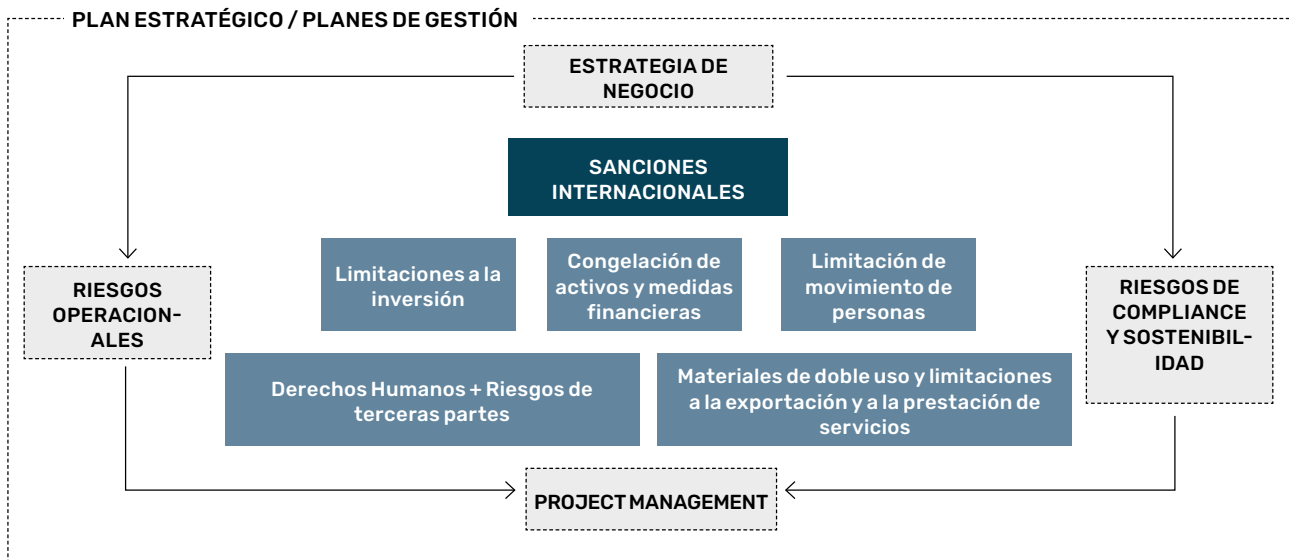 PLAN ESTRATÉGICO / PLANES DE GESTIÓN
ESTRATEGIA DE
NEGOCIO
SANCIONES
INTERNACIONALES
Limitaciones a la
inversión
Congelación de
activos y medidas
financieras
Limitación de
movimiento de
personas
RIESGOS
OPERACION-
ALES
RIESGOS DE
COMPLIANCE
Y SOSTENIBIL-
IDAD
Derechos Humanos + Riesgos de
terceras partes
Materiales de doble uso y limitaciones
a la exportación y a la prestación de
servicios
PROJECT MANAGEMENT